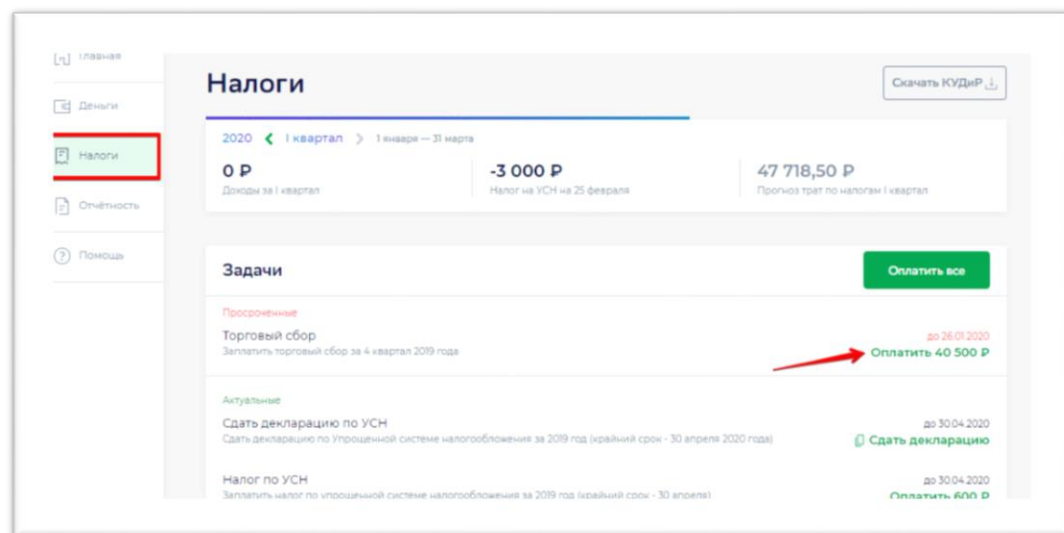 Главная
Деньги
Налоги
Отчётность
Помощь
Налоги
Скачать КУДиР
2020 I квартал 1 января — 31 марта
0 ₽
Доходы за I квартал
-3 000 ₽
Налог на УСН на 25 февраля
47 718,50 ₽
Прогноз трат по налогам I квартал
Задачи
Оплатить все
Просроченные
Торговый сбор
Заплатить торговый сбор за 4 квартал 2019 года
до 26.01.2020
Оплатить 40 500 ₽
Актуальные
Сдать декларацию по УСН
Сдать декларацию по Упрощенной системе налогообложения за 2019 год (крайний срок - 30 апреля 2020 года)
до 30.04.2020
Сдать декларацию
Налог по УСН
Заплатить налог по упрощенной системе налогообложения за 2019 год (крайний срок - 30 апреля)
до 30.04.2020
Оплатить 600 ₽